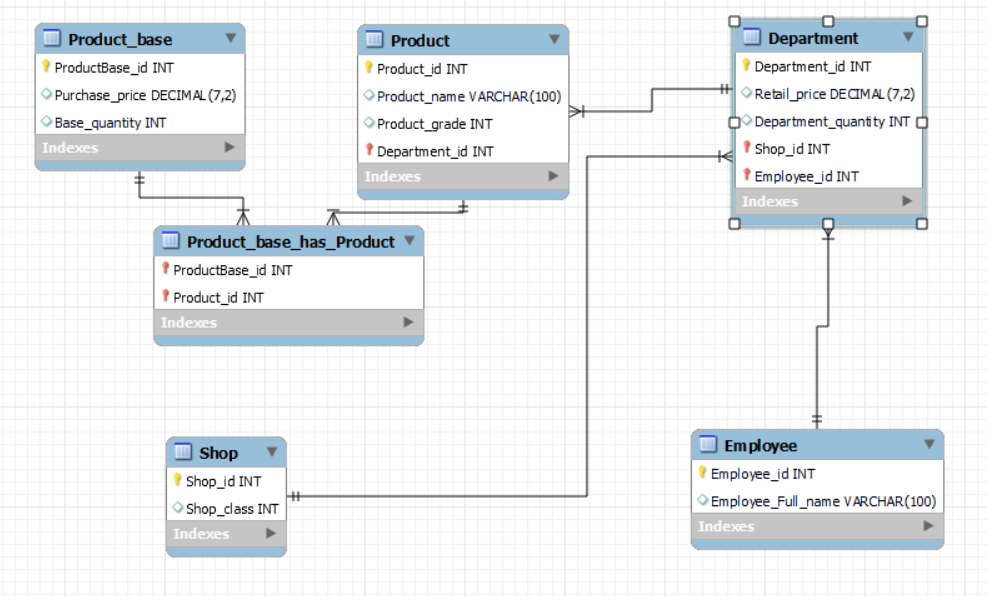 Product_base
ProductBase_id INT
Purchase_price DECIMAL(7,2)
Base_quantity INT
Indexes
Product
Product_id INT
Product_name VARCHAR(100)
Product_grade INT
Department_id INT
Indexes
Department
Department_id INT
Retail_price DECIMAL(7,2)
Department_quantity INT
Shop_id INT
Employee_id INT
Indexes
Product_base_has_Product
ProductBase_id INT
Product_id INT
Indexes
Shop
Shop_id INT
Shop_class INT
Indexes
Employee
Employee_id INT
Employee_Full_name VARCHAR(100)
Indexes